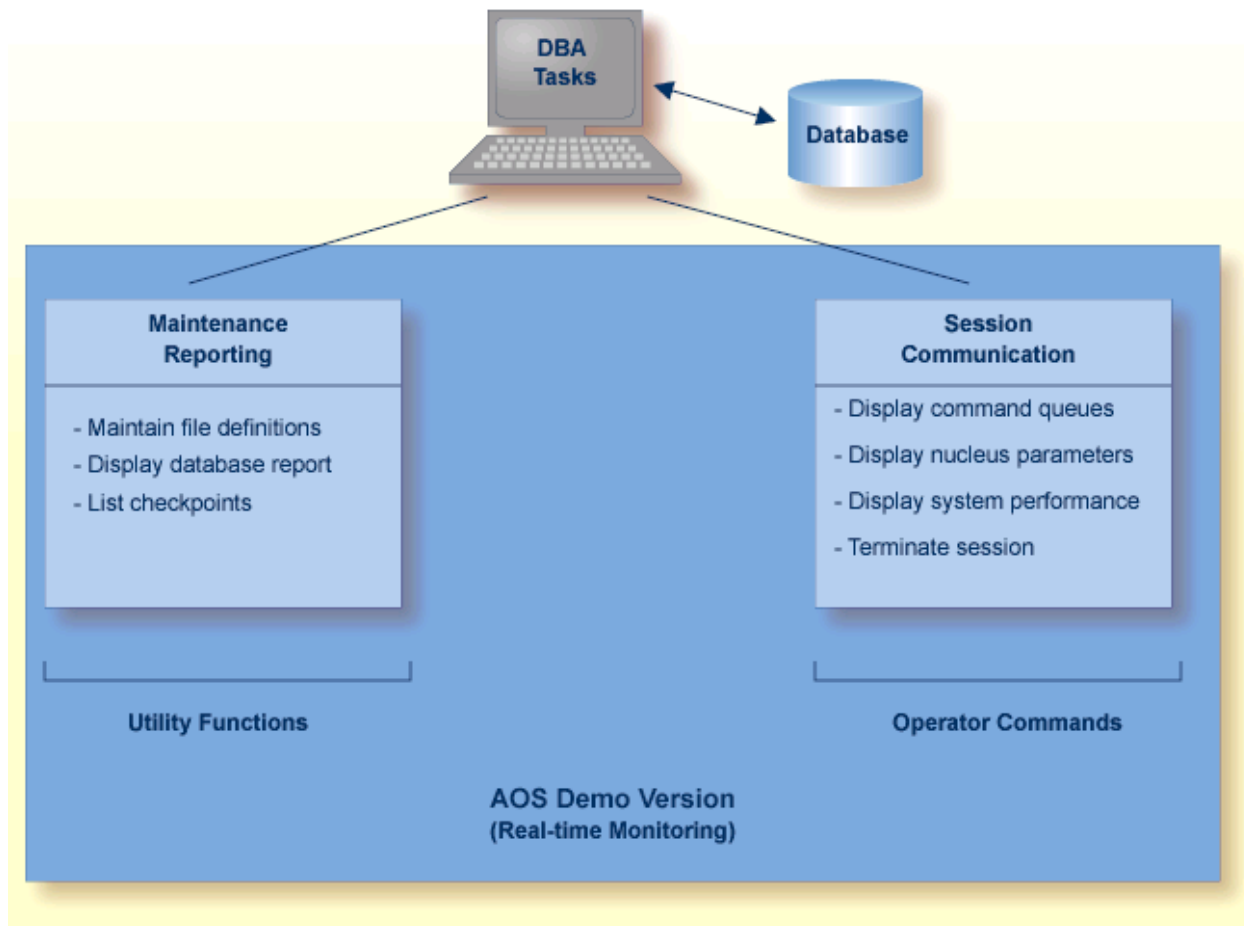 DBA
Tasks
Database
Maintenance
Reporting
- Maintain file definitions
- Display database report
- List checkpoints
Session
Communication
- Display command queues
- Display nucleus parameters
- Display system performance
- Terminate session
Utility Functions
Operator Commands
AOS Demo Version
(Real-time Monitoring)